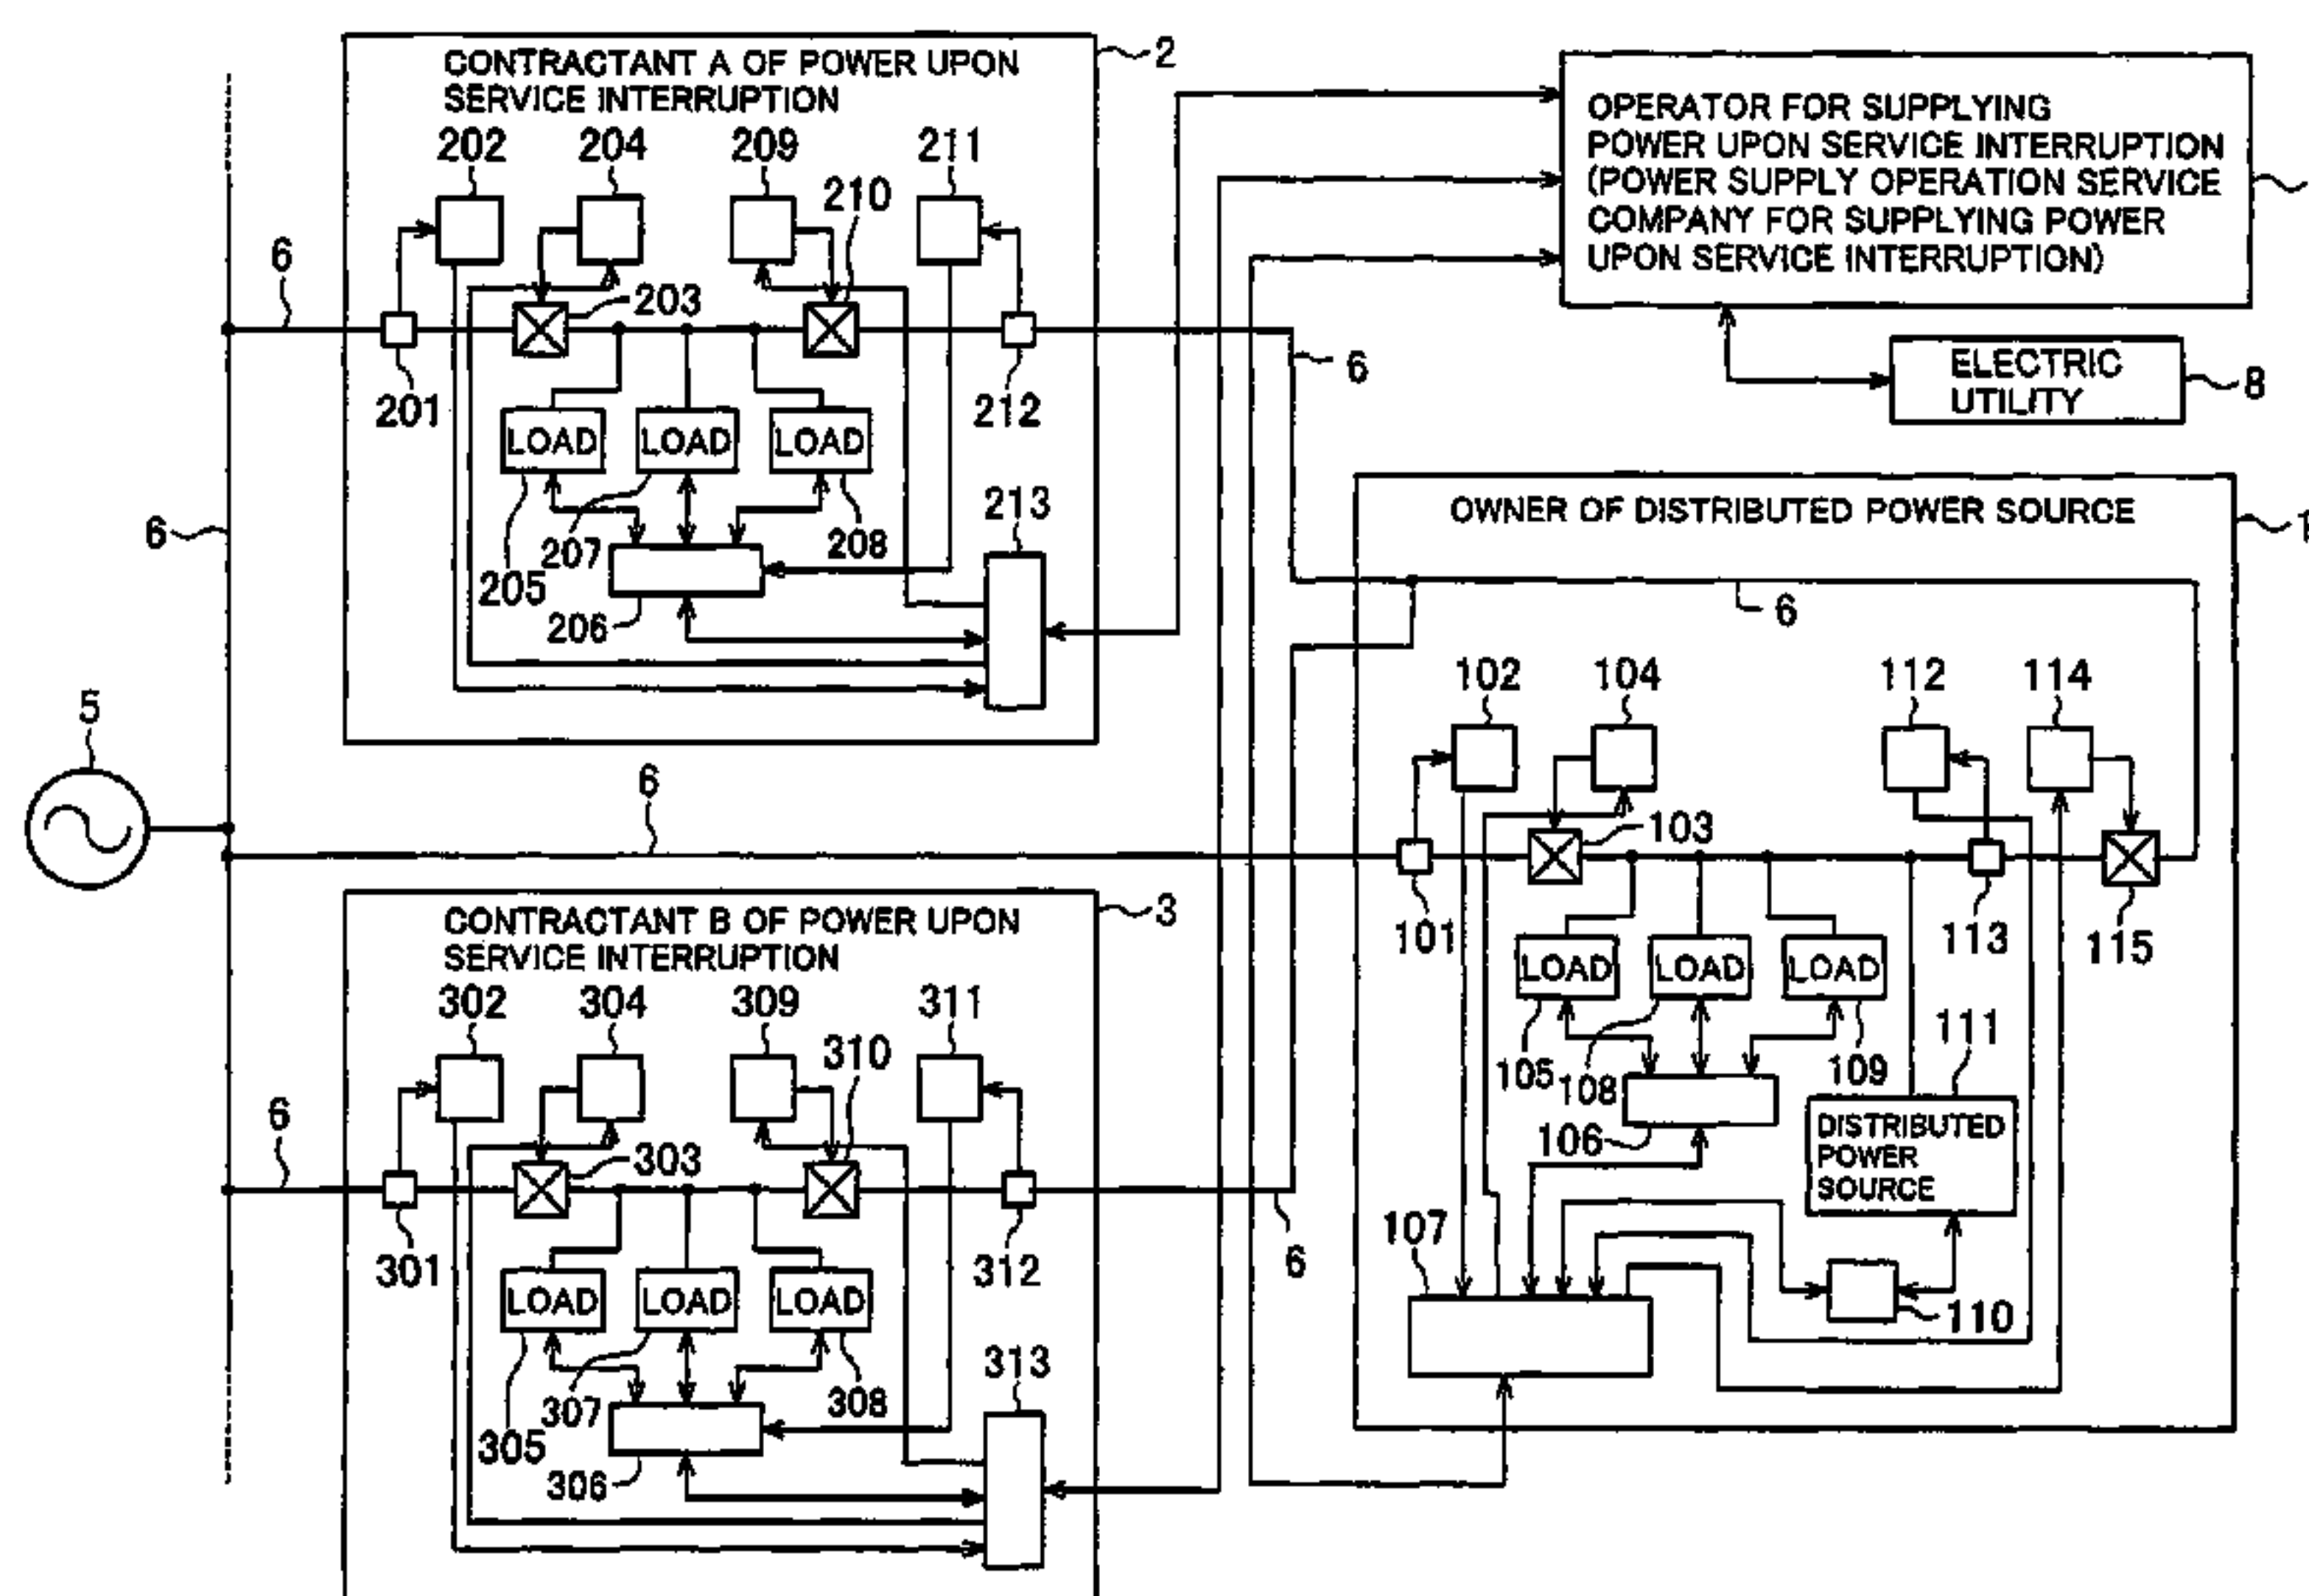 CONTRACTANT A OF POWER UPON
SERVICE INTERRUPTION
2
202
204
209
211
210
6
203
201
212
6
LOAD
LOAD
LOAD
213
205
207
208
206
6
OPERATOR FOR SUPPLYING
POWER UPON SERVICE INTERRUPTION
(POWER SUPPLY OPERATION SERVICE
COMPANY FOR SUPPLYING POWER
UPON SERVICE INTERRUPTION)
ELECTRIC
UTILITY
8
OWNER OF DISTRIBUTED POWER SOURCE
6
102
104
112
114
103
101
113
115
LOAD
LOAD
LOAD
105
108
109
111
106
DISTRIBUTED
POWER
SOURCE
107
110
5
6
CONTRACTANT B OF POWER UPON
SERVICE INTERRUPTION
3
302
304
309
311
310
6
303
301
312
6
LOAD
LOAD
LOAD
313
305
307
308
306